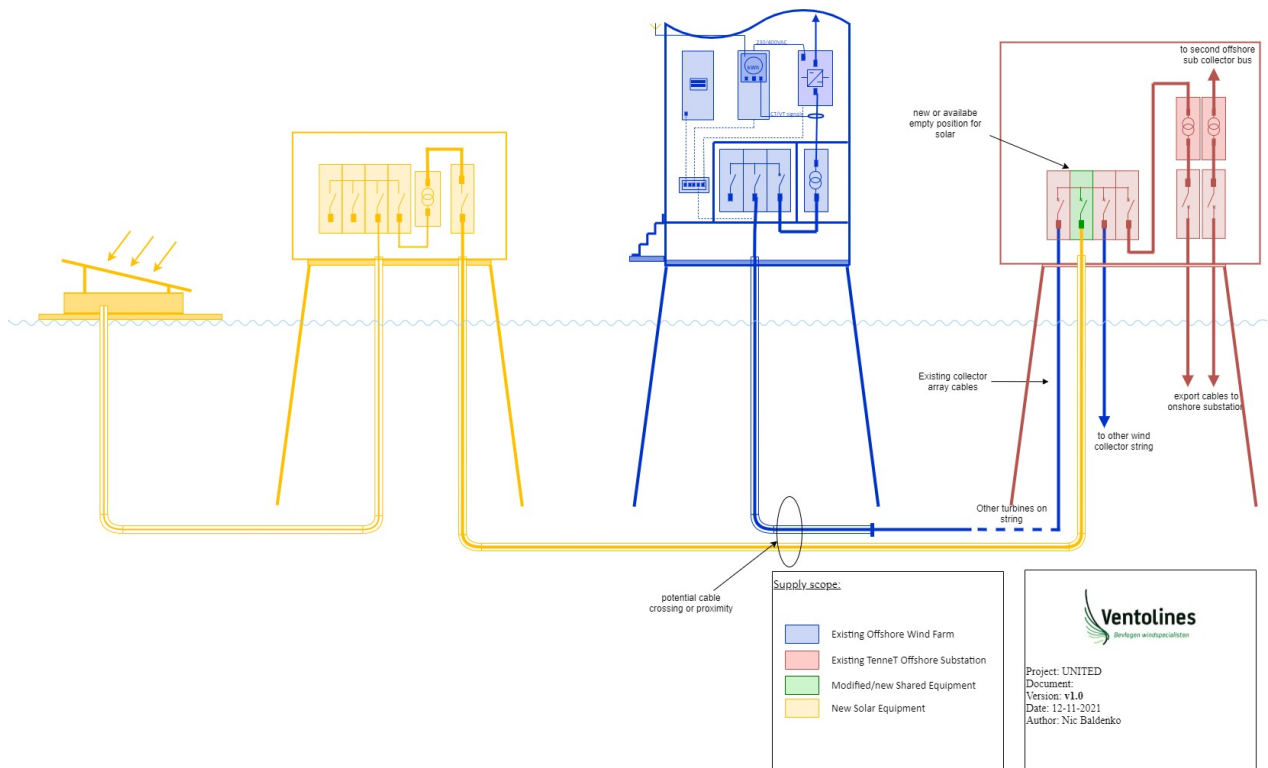 230/400VAC
kWh
CT/VT signals
to second offshore
sub collector bus
new or availabe
empty position for
solar
Existing collector
array cables
export cables to
onshore substation
to other wind
collector string
Other turbines on
string
potential cable
crossing or proximity
Supply scope:
Existing Offshore Wind Farm
Existing TenneT Offshore Substation
Modified/new Shared Equipment
New Solar Equipment
Ventolines
Bevlogen windspecialisten
Project: UNITED
Document:
Version: v1.0
Date: 12-11-2021
Author: Nic Baldenko